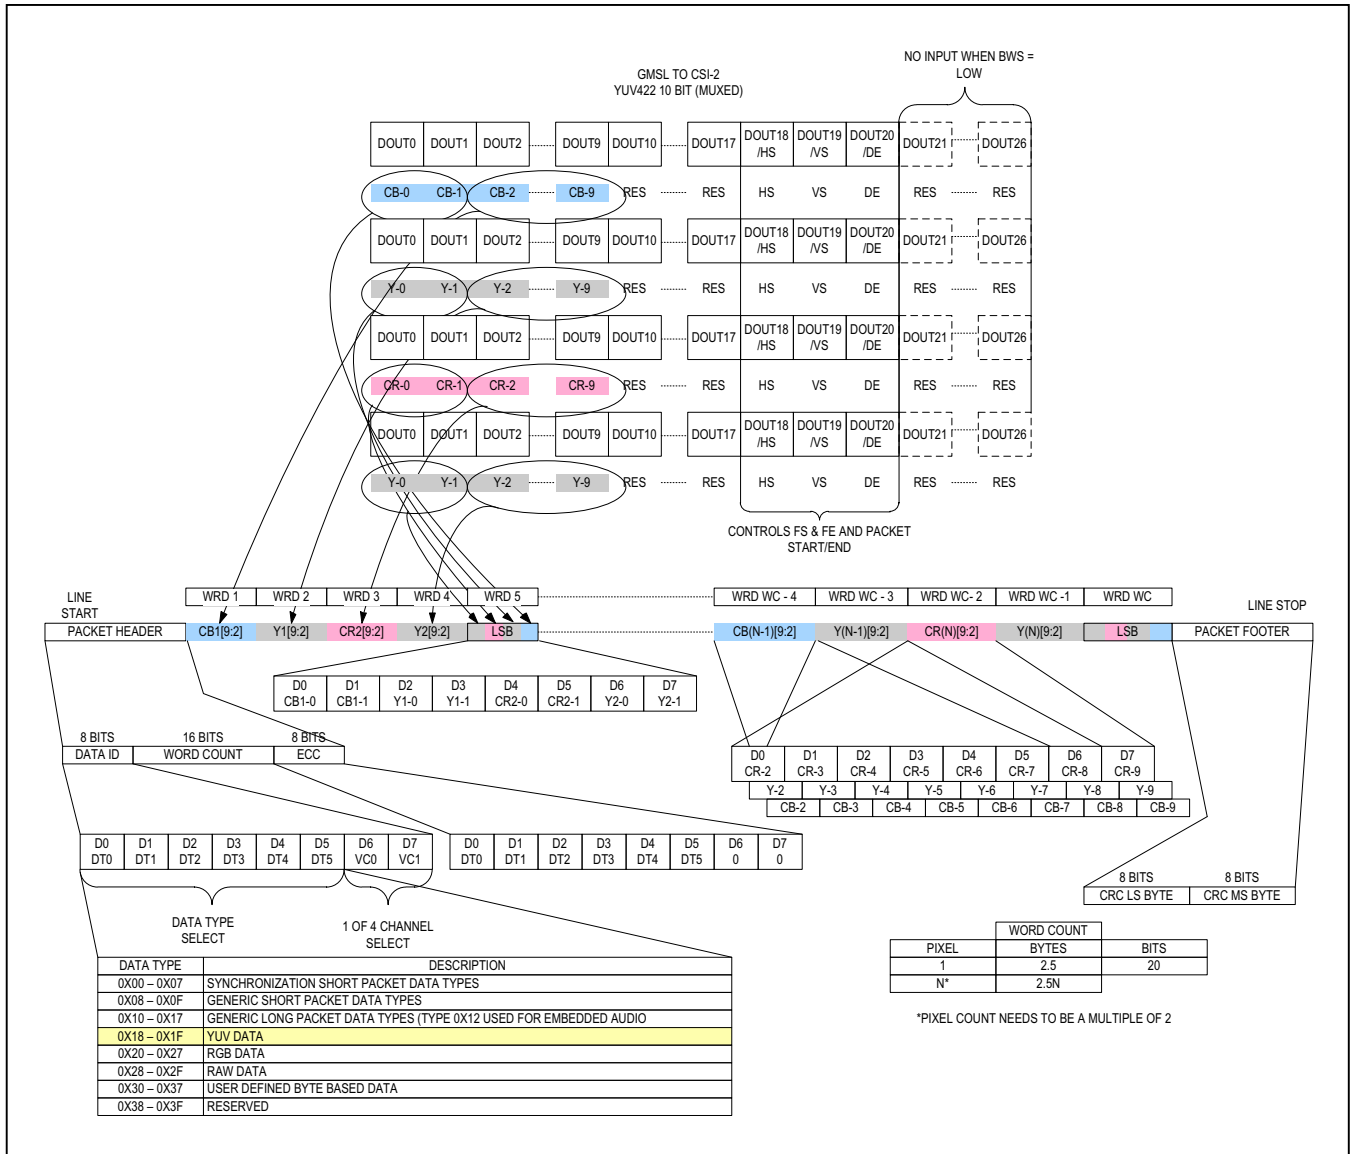 NO INPUT WHEN BWS =
LOW
GMSL TO CSI-2
YUV422 10 BIT (MUXED)
DOUT0 DOUT1 DOUT2 DOUT9 DOUT10 DOUT17 DOUT18 /HS DOUT19 /VS DOUT20 /DE DOUT21 DOUT26
CB-0 CB-1 CB-2 CB-9 RES RES HS VS DE RES RES
DOUT0 DOUT1 DOUT2 DOUT9 DOUT10 DOUT17 DOUT18 /HS DOUT19 /VS DOUT20 /DE DOUT21 DOUT26
Y-0 Y-1 Y-2 Y-9 RES RES HS VS DE RES RES
DOUT0 DOUT1 DOUT2 DOUT9 DOUT10 DOUT17 DOUT18 /HS DOUT19 /VS DOUT20 /DE DOUT21 DOUT26
CR-0 CR-1 CR-2 CR-9 RES RES HS VS DE RES RES
DOUT0 DOUT1 DOUT2 DOUT9 DOUT10 DOUT17 DOUT18 /HS DOUT19 /VS DOUT20 /DE DOUT21 DOUT26
Y-0 Y-1 Y-2 Y-9 RES RES HS VS DE RES RES
CONTROLS FS & FE AND PACKET
START/END
LINE
START
WRD 1 WRD 2 WRD 3 WRD 4 WRD 5 WRD WC - 4 WRD WC - 3 WRD WC- 2 WRD WC -1 WRD WC
LINE STOP
PACKET HEADER CB1[9:2] Y1[9:2] CR2[9:2] Y2[9:2] LSB CB(N-1)[9:2] Y(N-1)[9:2] CR(N)[9:2] Y(N)[9:2] LSB PACKET FOOTER
D0 D1 D2 D3 D4 D5 D6 D7
CB1-0 CB1-1 Y1-0 Y1-1 CR2-0 CR2-1 Y2-0 Y2-1
8 BITS 16 BITS 8 BITS
DATA ID WORD COUNT ECC
D0 D1 D2 D3 D4 D5 D6 D7
CR-2 CR-3 CR-4 CR-5 CR-6 CR-7 CR-8 CR-9
Y-2 Y-3 Y-4 Y-5 Y-6 Y-7 Y-8 Y-9
CB-2 CB-3 CB-4 CB-5 CB-6 CB-7 CB-8 CB-9
D0 D1 D2 D3 D4 D5 D6 D7
DT0 DT1 DT2 DT3 DT4 DT5 VC0 VC1
D0 D1 D2 D3 D4 D5 D6 D7
DT0 DT1 DT2 DT3 DT4 DT5 0 0
DATA TYPE
SELECT
1 OF 4 CHANNEL
SELECT
8 BITS 8 BITS
CRC LS BYTE CRC MS BYTE
DATA TYPE DESCRIPTION
0X00 – 0X07 SYNCHRONIZATION SHORT PACKET DATA TYPES
0X08 – 0X0F GENERIC SHORT PACKET DATA TYPES
0X10 – 0X17 GENERIC LONG PACKET DATA TYPES (TYPE 0X12 USED FOR EMBEDDED AUDIO
0X18 – 0X1F YUV DATA
0X20 – 0X27 RGB DATA
0X28 – 0X2F RAW DATA
0X30 – 0X37 USER DEFINED BYTE BASED DATA
0X38 – 0X3F RESERVED
WORD COUNT
PIXEL BYTES BITS
1 2.5 20
N* 2.5N
*PIXEL COUNT NEEDS TO BE A MULTIPLE OF 2